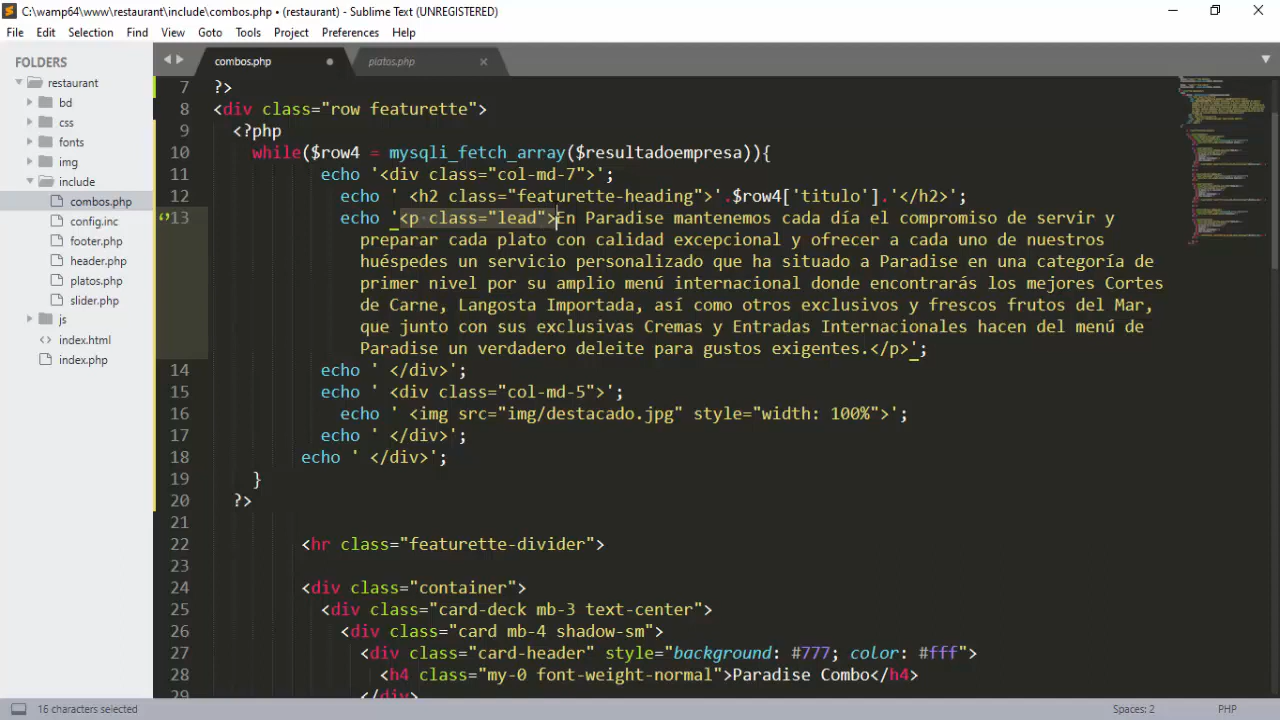 C:\wamp64\www\restaurant\include\combos.php • (restaurant) - Sublime Text (UNREGISTERED)
File Edit Selection Find View Goto Tools Project Preferences Help
FOLDERS
restaurant
bd
css
fonts
img
include
combos.php
config.inc
footer.php
header.php
platos.php
slider.php
js
index.html
index.php
combos.php
platos.php
7 ?>
8 <div class="row featurette">
9 <?php
10 while($row4 = mysqli_fetch_array($resultadoempresa)){
11 echo '<div class="col-md-7">';
12 echo ' <h2 class="featurette-heading">'.$row4['titulo'].'</h2>';
13 echo '<p class="lead">En Paradise mantenemos cada día el compromiso de servir y
preparar cada plato con calidad excepcional y ofrecer a cada uno de nuestros
huéspedes un servicio personalizado que ha situado a Paradise en una categoría de
primer nivel por su amplio menú internacional donde encontrarás los mejores Cortes
de Carne, Langosta Importada, así como otros exclusivos y frescos frutos del Mar,
que junto con sus exclusivas Cremas y Entradas Internacionales hacen del menú de
Paradise un verdadero deleite para gustos exigentes.</p>';
14 echo ' </div>';
15 echo ' <div class="col-md-5">';
16 echo ' <img src="img/destacado.jpg" style="width: 100%">';
17 echo ' </div>';
18 echo ' </div>';
19 }
20 ?>
21
22 <hr class="featurette-divider">
23
24 <div class="container">
25 <div class="card-deck mb-3 text-center">
26 <div class="card mb-4 shadow-sm">
27 <div class="card-header" style="background: #777; color: #fff">
28 <h4 class="my-0 font-weight-normal">Paradise Combo</h4>
29 </div>
16 characters selected
Spaces: 2
PHP